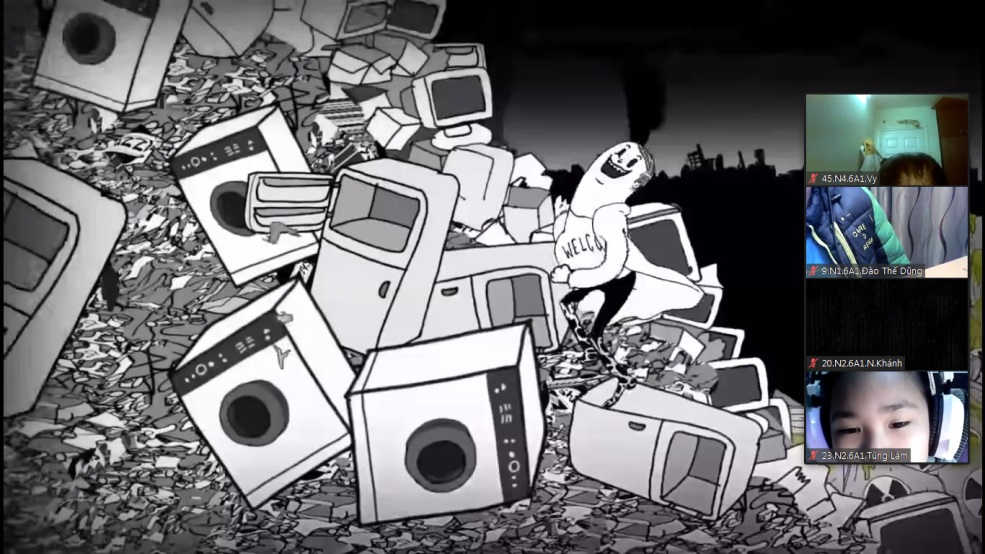 WELCO
45.N4.6A1.Vy
9.N1.6A1.Đào Thế Dũng
20.N2.6A1.N.Khánh
23.N2.6A1.Tùng Lâm